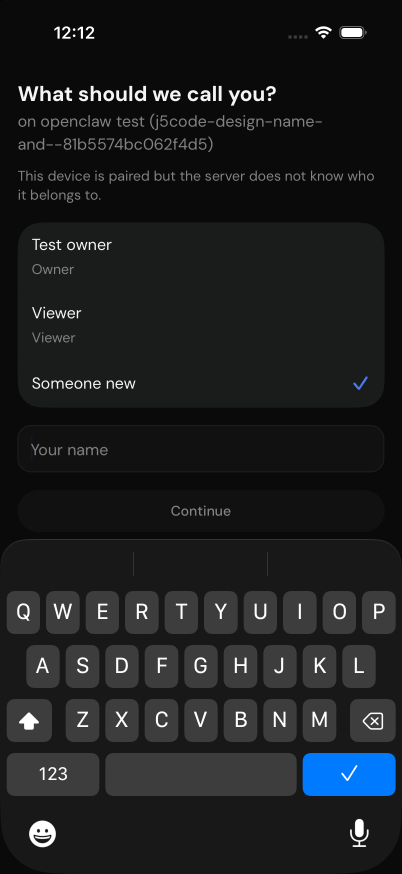 12:12
What should we call you?
on openclaw test (j5code-design-name-
and--81b5574bc062f4d5)
This device is paired but the server does not know who
it belongs to.
Test owner
Owner
Viewer
Viewer
Someone new
Your name
Continue
Q W E R T Y U I O P
A S D F G H J K L
Z X C V B N M
123